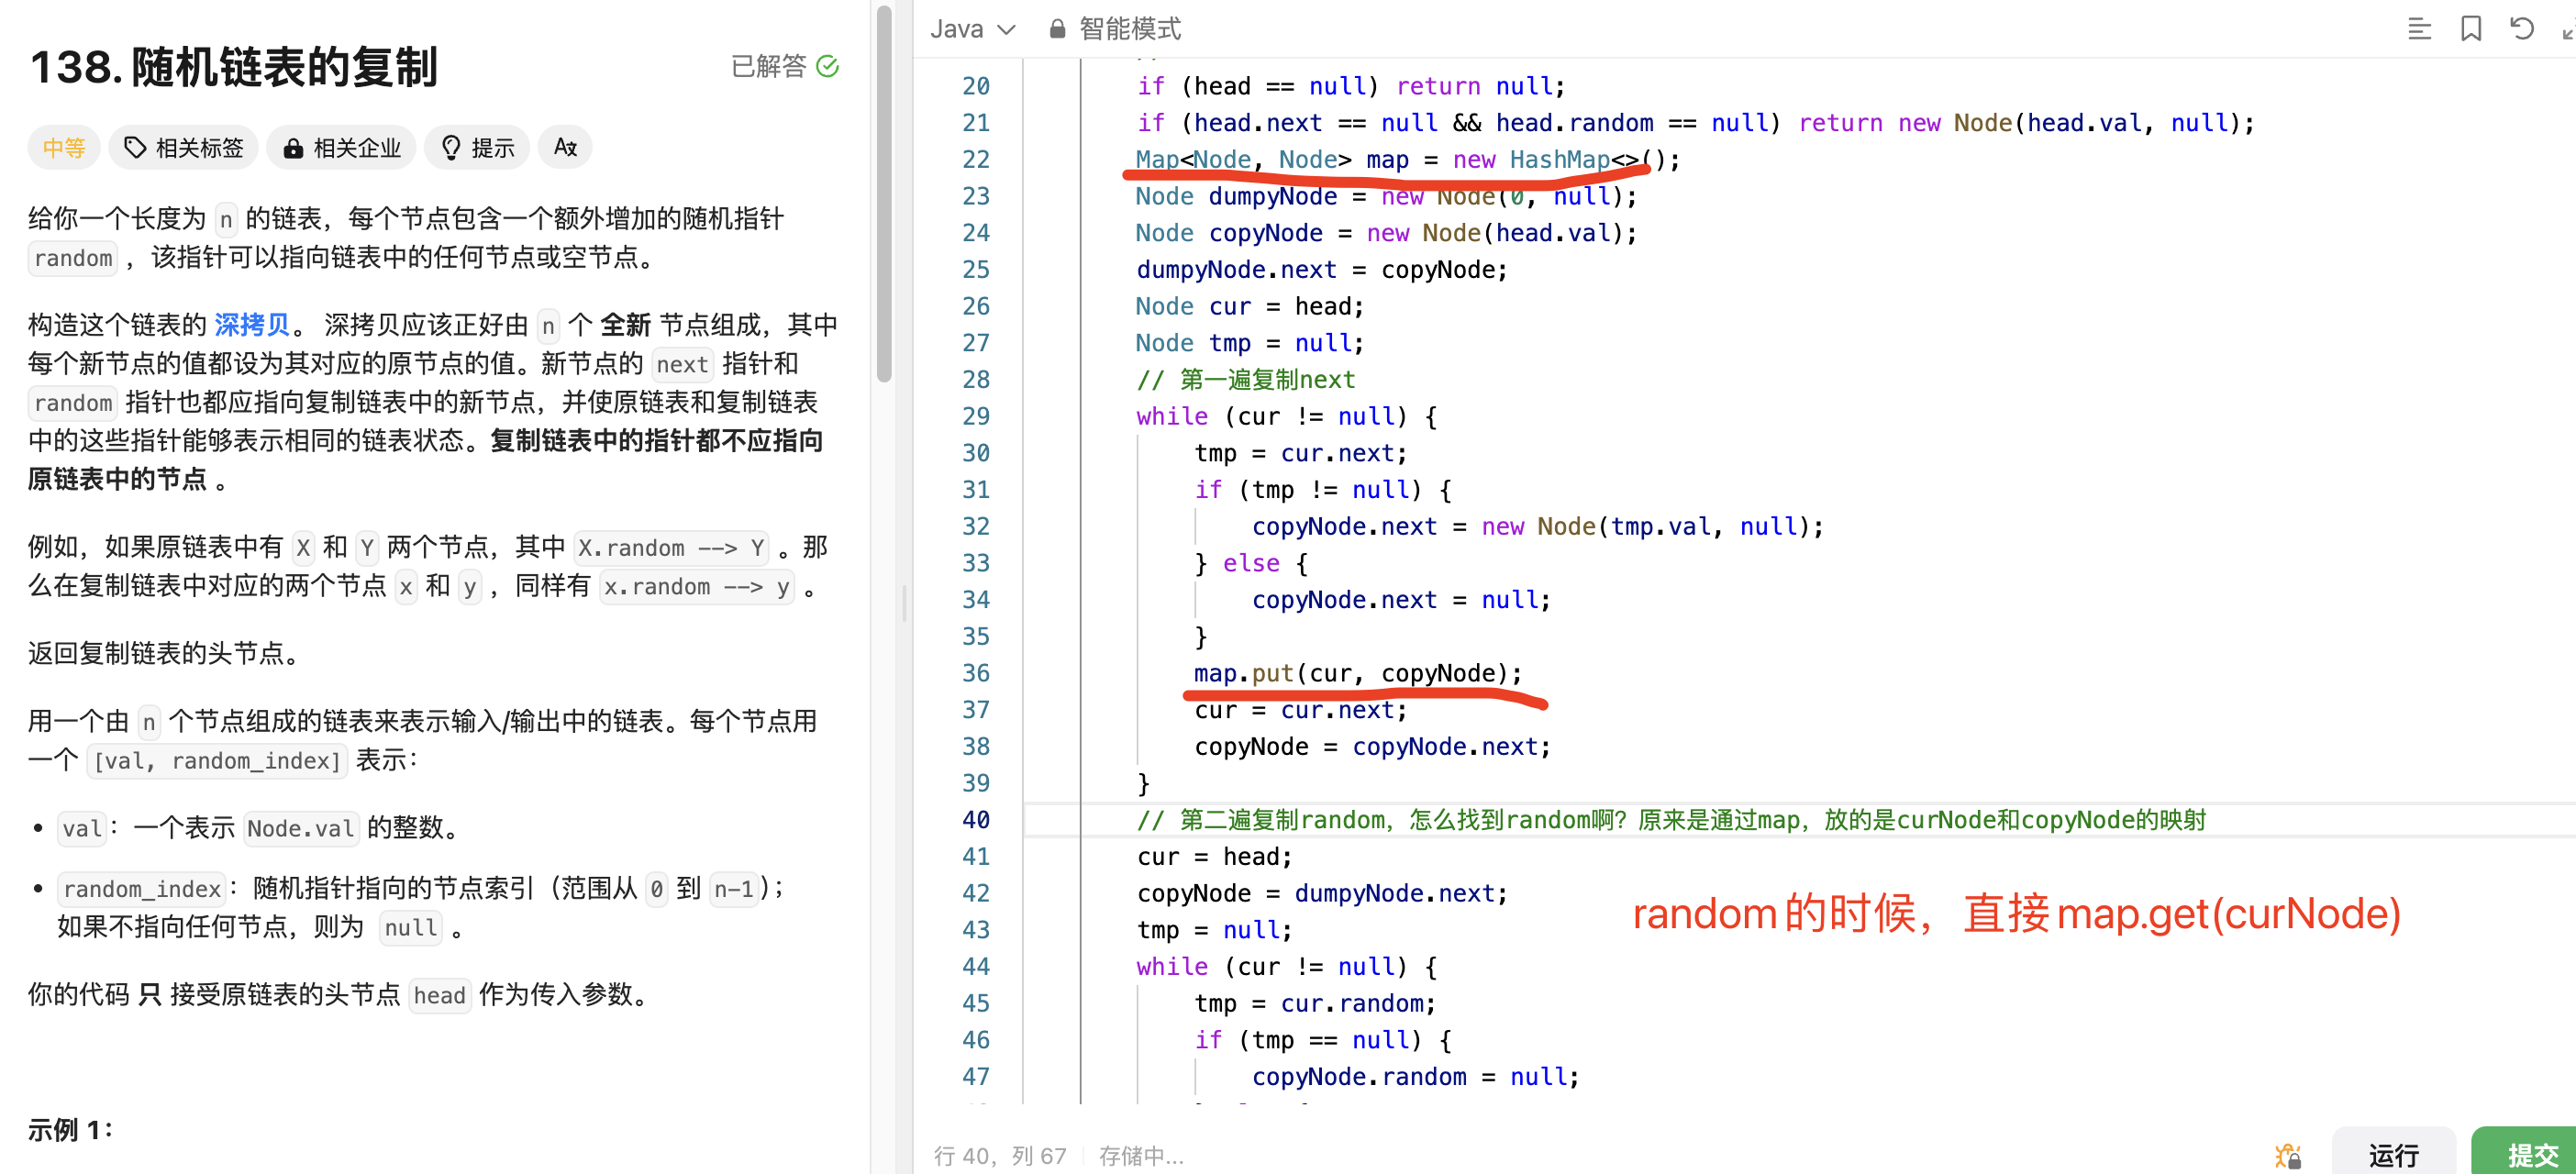 138. 随机链表的复制
已解答
中等
相关标签
相关企业
提示
给你一个长度为 n 的链表，每个节点包含一个额外增加的随机指针
random ，该指针可以指向链表中的任何节点或空节点。
构造这个链表的 深拷贝。 深拷贝应该正好由 n 个 全新 节点组成，其中
每个新节点的值都设为其对应的原节点的值。新节点的 next 指针和
random 指针也都应指向复制链表中的新节点，并使原链表和复制链表
中的这些指针能够表示相同的链表状态。复制链表中的指针都不应指向
原链表中的节点 。
例如，如果原链表中有 X 和 Y 两个节点，其中 X.random --> Y 。那
么在复制链表中对应的两个节点 x 和 y ，同样有 x.random --> y 。
返回复制链表的头节点。
用一个由 n 个节点组成的链表来表示输入/输出中的链表。每个节点用
一个 [val, random_index] 表示：
• val：一个表示 Node.val 的整数。
• random_index：随机指针指向的节点索引（范围从 0 到 n-1）；
如果不指向任何节点，则为 null 。
你的代码 只 接受原链表的头节点 head 作为传入参数。
示例 1：
Java 智能模式
20 if (head == null) return null;
21 if (head.next == null && head.random == null) return new Node(head.val, null);
22 Map<Node, Node> map = new HashMap<>();
23 Node dumpyNode = new Node(0, null);
24 Node copyNode = new Node(head.val);
25 dumpyNode.next = copyNode;
26 Node cur = head;
27 Node tmp = null;
28 // 第一遍复制next
29 while (cur != null) {
30 tmp = cur.next;
31 if (tmp != null) {
32 copyNode.next = new Node(tmp.val, null);
33 } else {
34 copyNode.next = null;
35 }
36 map.put(cur, copyNode);
37 cur = cur.next;
38 copyNode = copyNode.next;
39 }
40 // 第二遍复制random，怎么找到random啊？原来是通过map，放的是curNode和copyNode的映射
41 cur = head;
42 copyNode = dumpyNode.next;
random的时候，直接map.get(curNode)
43 tmp = null;
44 while (cur != null) {
45 tmp = cur.random;
46 if (tmp == null) {
47 copyNode.random = null;
行 40，列 67 存储中...
运行
提交